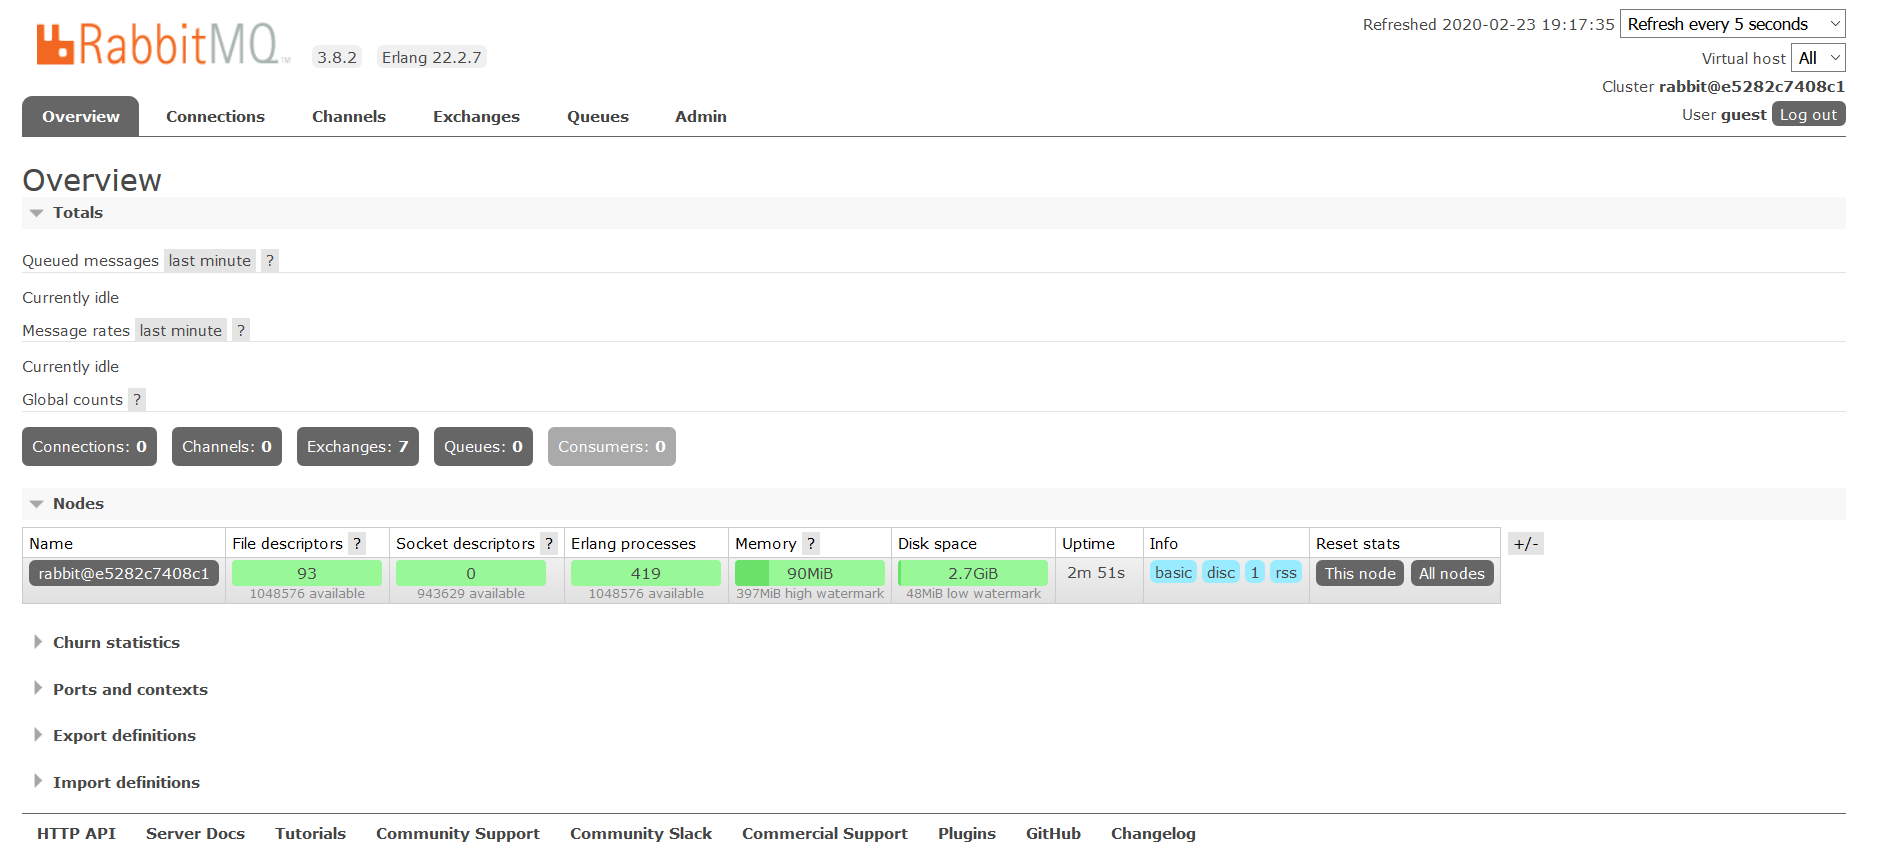 RabbitMQ™ 3.8.2 Erlang 22.2.7
Refreshed 2020-02-23 19:17:35 Refresh every 5 seconds
Virtual host All
Cluster rabbit@e5282c7408c1
User guest Log out
Overview Connections Channels Exchanges Queues Admin
Overview
Totals
Queued messages last minute ?
Currently idle
Message rates last minute ?
Currently idle
Global counts ?
Connections: 0 Channels: 0 Exchanges: 7 Queues: 0 Consumers: 0
Nodes
Name File descriptors ? Socket descriptors ? Erlang processes Memory ? Disk space Uptime Info Reset stats +/-
rabbit@e5282c7408c1 93 0 419 90MiB 2.7GiB 2m 51s basic disc 1 rss This node All nodes
1048576 available 943629 available 1048576 available 397MiB high watermark 48MiB low watermark
Churn statistics
Ports and contexts
Export definitions
Import definitions
HTTP API Server Docs Tutorials Community Support Community Slack Commercial Support Plugins GitHub Changelog